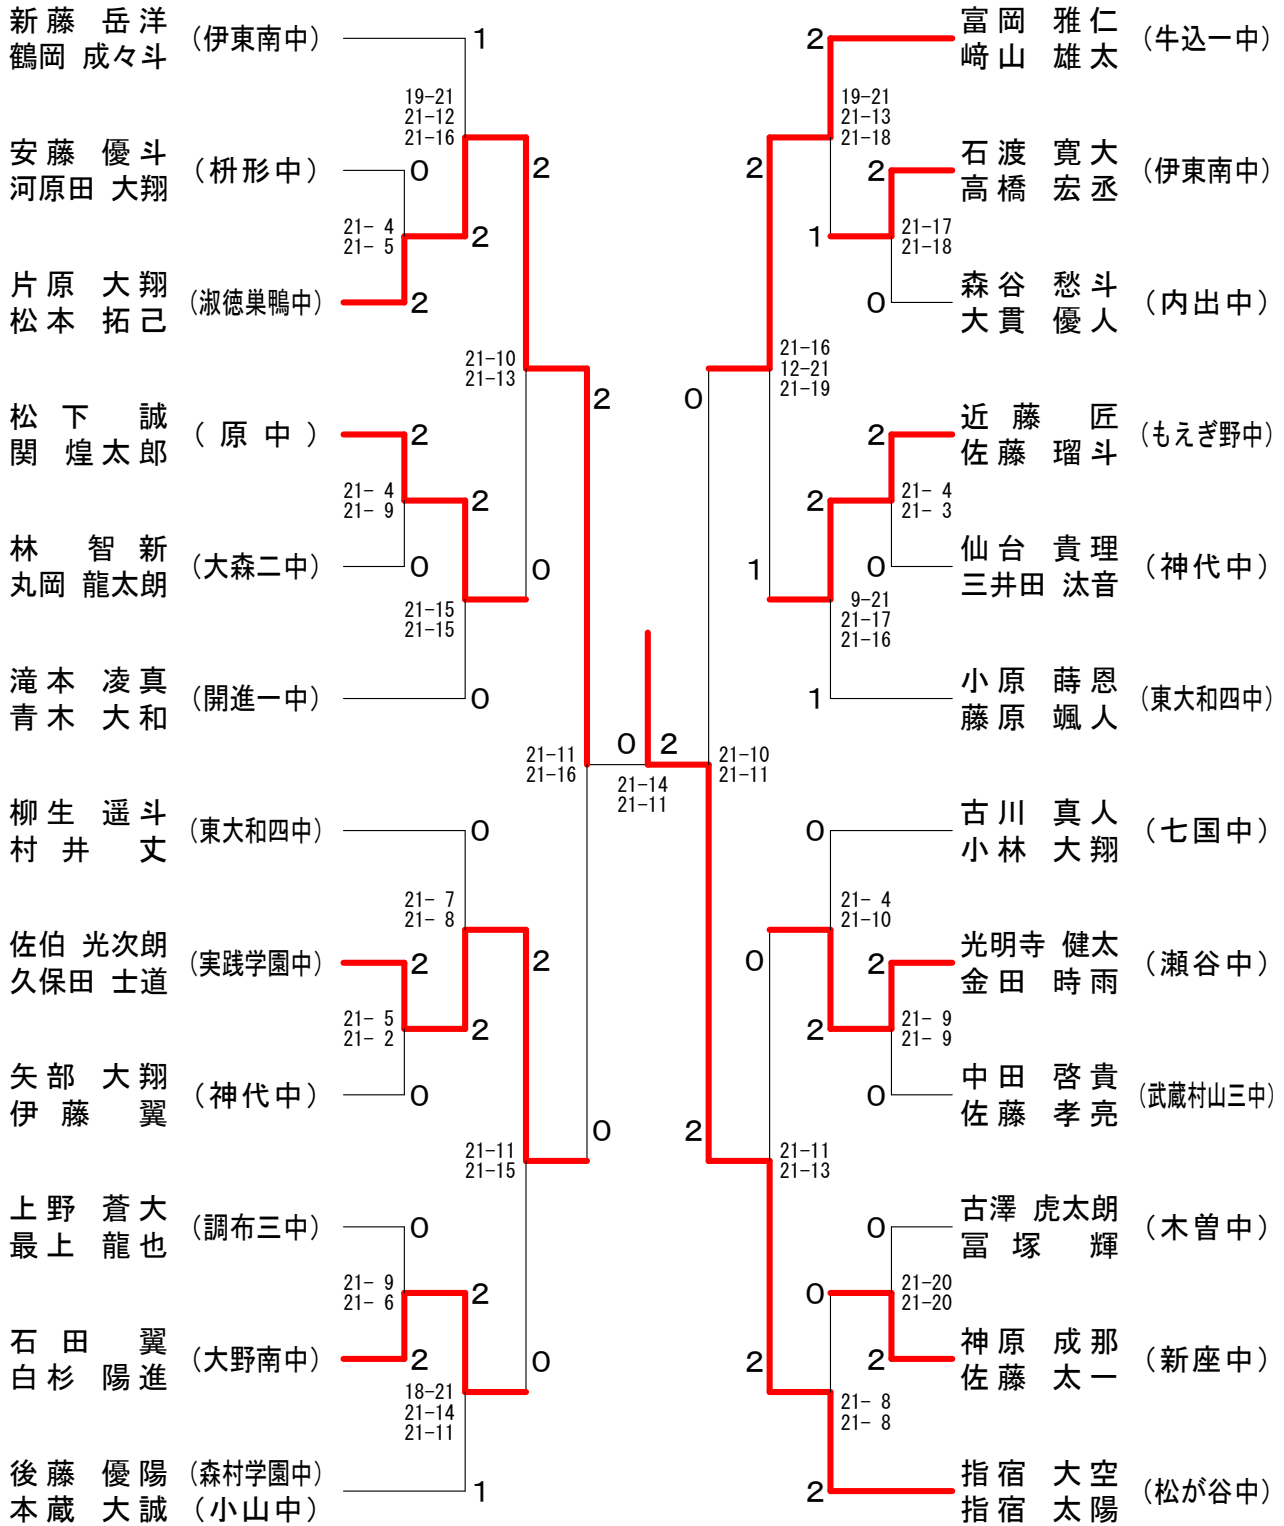 新藤 岳洋
鶴岡 成々斗
(伊東南中)
1
19-21
21-12
21-16
安藤 優斗
河原田 大翔
(枡形中)
0
2
21- 4
21- 5
2
片原 大翔
松本 拓己
(淑徳巣鴨中)
2
21-10
21-13
2
松下 誠
関 煌太郎
(原中)
2
21- 4
21- 9
2
林 智新
丸岡 龍太朗
(大森二中)
0
0
21-15
21-15
滝本 凌真
青木 大和
(開進一中)
0
21-11
21-16
0 2
21-14
21-11
柳生 遥斗
村井 丈
(東大和四中)
0
21- 7
21- 8
佐伯 光次朗
久保田 士道
(実践学園中)
2
2
21- 5
21- 2
2
矢部 大翔
伊藤 翼
(神代中)
0
0
21-11
21-15
上野 蒼大
最上 龍也
(調布三中)
0
21- 9
21- 6
2
石田 翼
白杉 陽進
(大野南中)
2
0
18-21
21-14
21-11
後藤 優陽
本蔵 大誠
(森村学園中)
(小山中)
1
2
富岡 雅仁
﨑山 雄太
(牛込一中)
19-21
21-13
21-18
2
2
石渡 寛大
高橋 宏丞
(伊東南中)
1
21-17
21-18
0
森谷 愁斗
大貫 優人
(内出中)
21-16
12-21
21-19
0
2
近藤 匠
佐藤 瑠斗
(もえぎ野中)
2
21- 4
21- 3
1
0
仙台 貴理
三井田 汰音
(神代中)
9-21
21-17
21-16
1
小原 蒔恩
藤原 颯人
(東大和四中)
21-10
21-11
0
古川 真人
小林 大翔
(七国中)
21- 4
21-10
0
2
光明寺 健太
金田 時雨
(瀬谷中)
2
21- 9
21- 9
0
中田 啓貴
佐藤 孝亮
(武蔵村山三中)
2
21-11
21-13
0
古澤 虎太朗
冨塚 輝
(木曽中)
0
21-20
21-20
2
2
神原 成那
佐藤 太一
(新座中)
21- 8
21- 8
2
指宿 大空
指宿 太陽
(松が谷中)